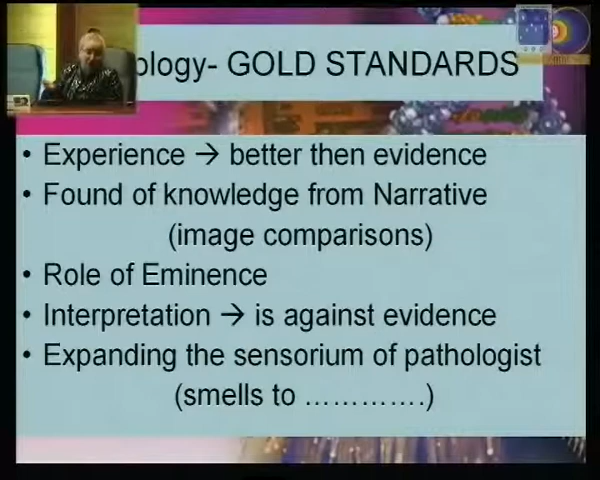 ology- GOLD STANDARDS
• Experience → better then evidence
• Found of knowledge from Narrative
(image comparisons)
• Role of Eminence
• Interpretation → is against evidence
• Expanding the sensorium of pathologist
(smells to ………….)